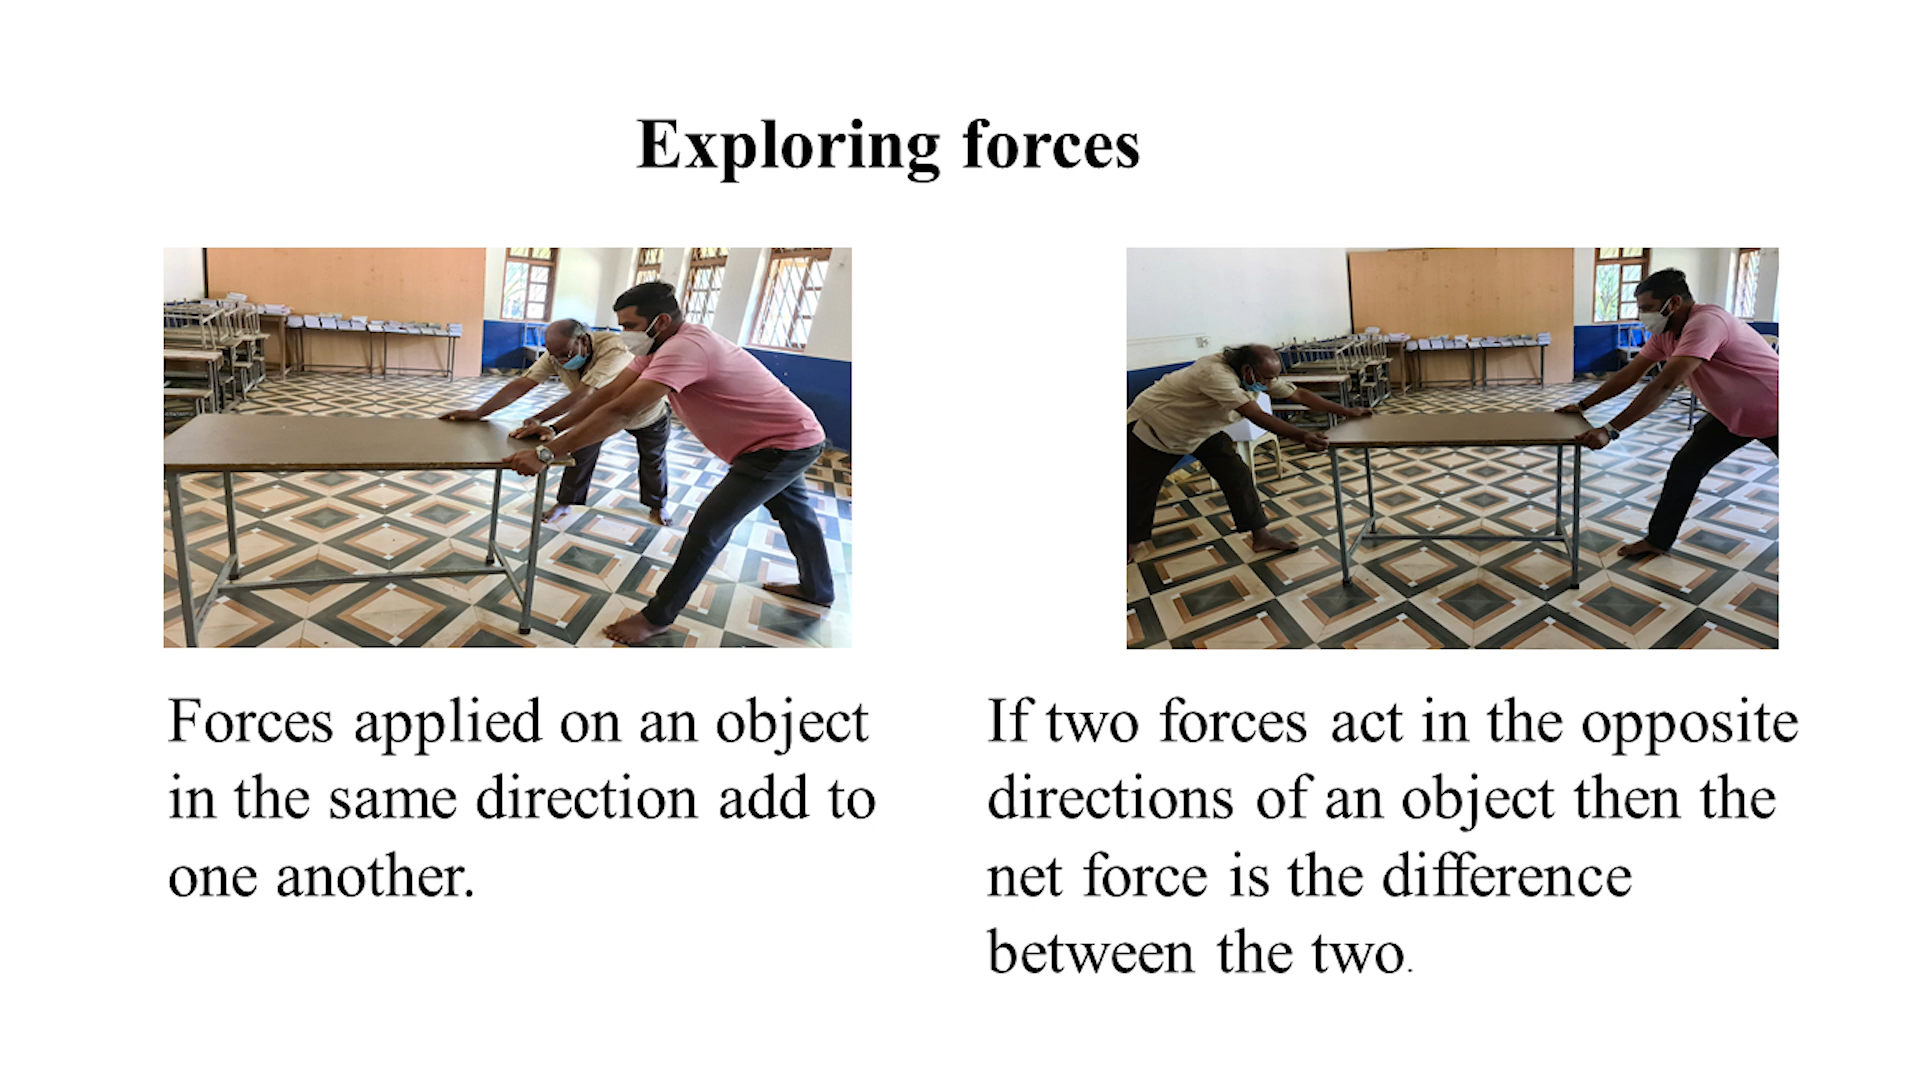 Exploring forces
Forces applied on an object
in the same direction add to
one another.
If two forces act in the opposite
directions of an object then the
net force is the difference
between the two.